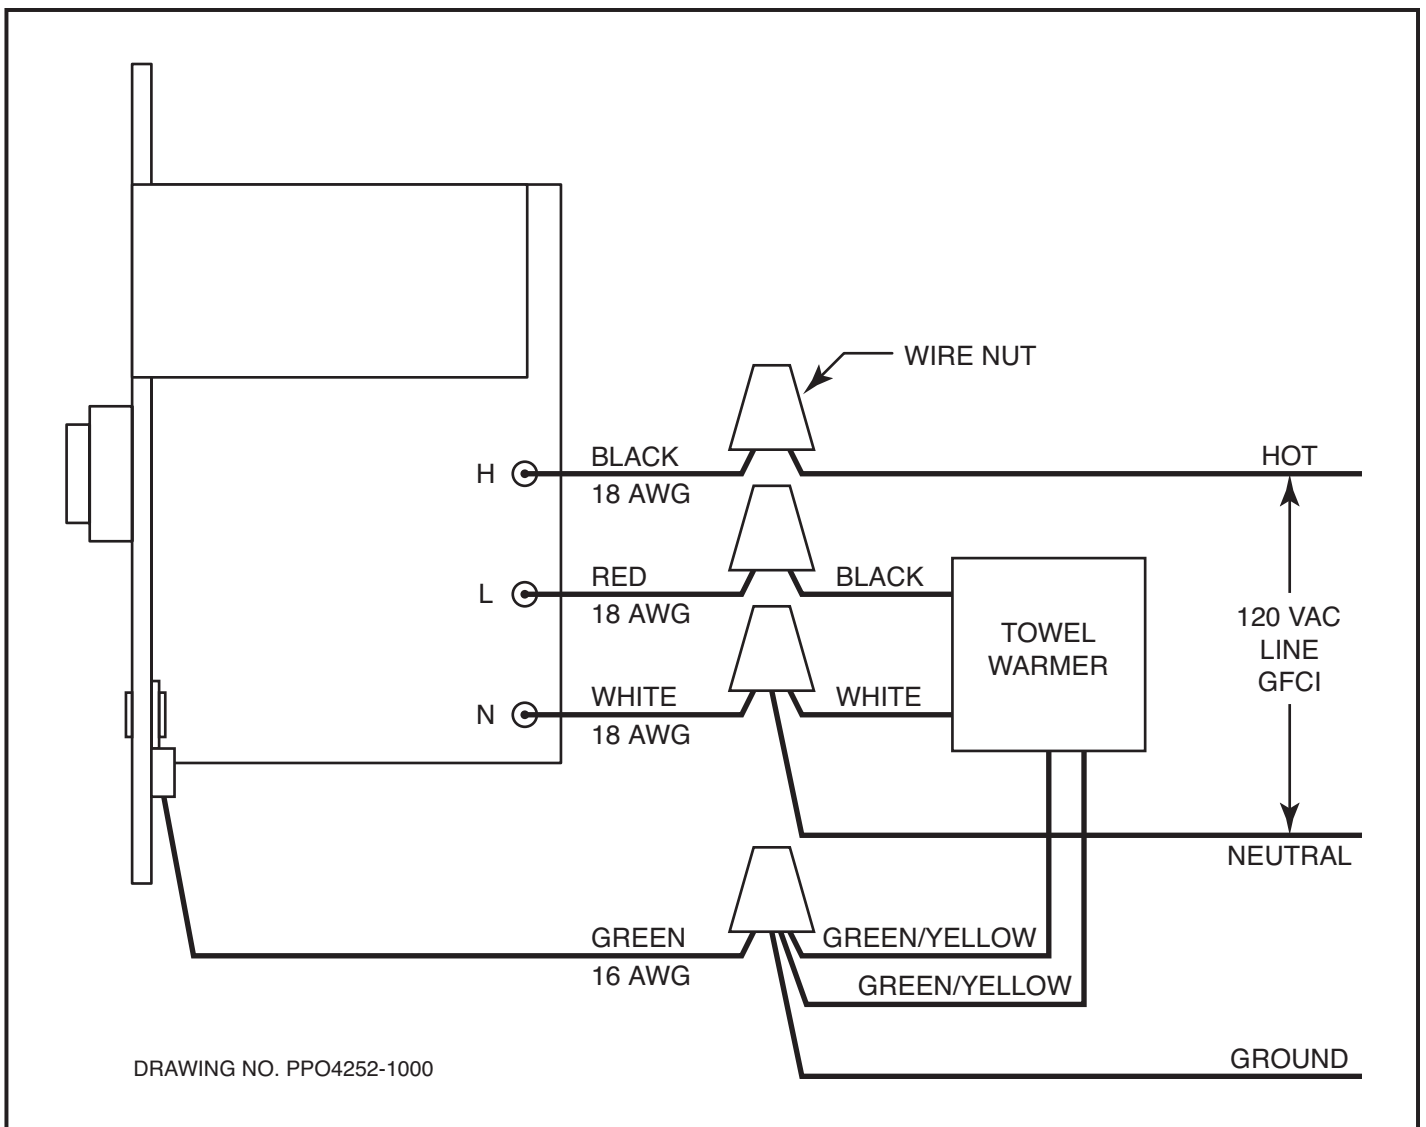 WIRE NUT
H
BLACK
18 AWG
HOT
L
RED
18 AWG
BLACK
TOWEL
WARMER
120 VAC
LINE
GFCI
N
WHITE
18 AWG
WHITE
NEUTRAL
GREEN
16 AWG
GREEN/YELLOW
GREEN/YELLOW
GROUND
DRAWING NO. PPO4252-1000